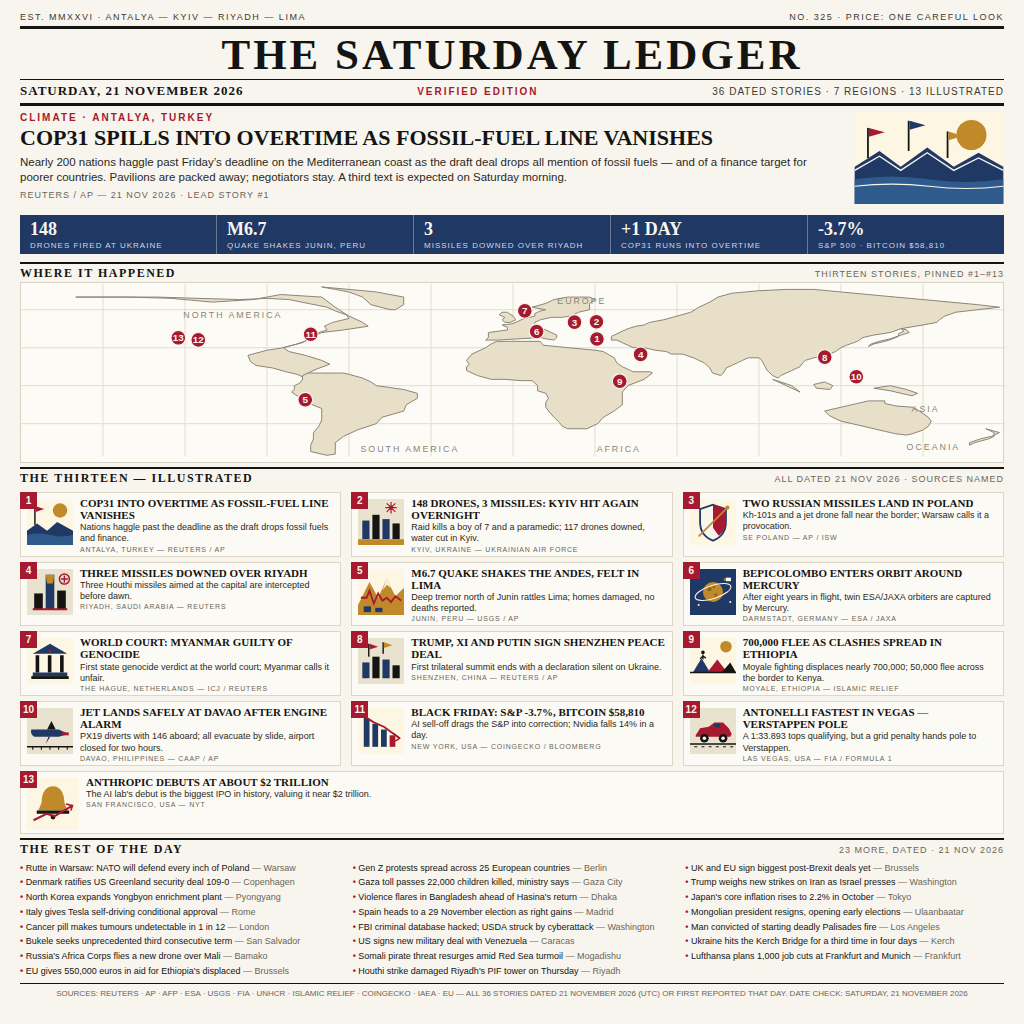 EST. MMXXVI · ANTALYA — KYIV — RIYADH — LIMA
NO. 325 · PRICE: ONE CAREFUL LOOK
THE SATURDAY LEDGER
SATURDAY, 21 NOVEMBER 2026
VERIFIED EDITION
36 DATED STORIES · 7 REGIONS · 13 ILLUSTRATED
CLIMATE · ANTALYA, TURKEY
COP31 SPILLS INTO OVERTIME AS FOSSIL-FUEL LINE VANISHES
Nearly 200 nations haggle past Friday's deadline on the Mediterranean coast as the draft deal drops all mention of fossil fuels — and of a finance target for
poorer countries. Pavilions are packed away; negotiators stay. A third text is expected on Saturday morning.
REUTERS / AP — 21 NOV 2026 · LEAD STORY #1
148
DRONES FIRED AT UKRAINE
M6.7
QUAKE SHAKES JUNIN, PERU
3
MISSILES DOWNED OVER RIYADH
+1 DAY
COP31 RUNS INTO OVERTIME
-3.7%
S&P 500 · BITCOIN $58,810
WHERE IT HAPPENED
THIRTEEN STORIES, PINNED #1–#13
NORTH AMERICA
EUROPE
ASIA
SOUTH AMERICA
AFRICA
OCEANIA
7
3
2
1
6
13
12
11
4
8
10
9
5
THE THIRTEEN — ILLUSTRATED
ALL DATED 21 NOV 2026 · SOURCES NAMED
1
COP31 INTO OVERTIME AS FOSSIL-FUEL LINE
VANISHES
Nations haggle past the deadline as the draft drops fossil fuels
and finance.
ANTALYA, TURKEY — REUTERS / AP
2
148 DRONES, 3 MISSILES: KYIV HIT AGAIN
OVERNIGHT
Raid kills a boy of 7 and a paramedic; 117 drones downed,
water cut in Kyiv.
KYIV, UKRAINE — UKRAINIAN AIR FORCE
3
TWO RUSSIAN MISSILES LAND IN POLAND
Kh-101s and a jet drone fall near the border; Warsaw calls it a
provocation.
SE POLAND — AP / ISW
4
THREE MISSILES DOWNED OVER RIYADH
Three Houthi missiles aimed at the capital are intercepted
before dawn.
RIYADH, SAUDI ARABIA — REUTERS
5
M6.7 QUAKE SHAKES THE ANDES, FELT IN
LIMA
Deep tremor north of Junin rattles Lima; homes damaged, no
deaths reported.
JUNIN, PERU — USGS / AP
6
BEPICOLOMBO ENTERS ORBIT AROUND
MERCURY
After eight years in flight, twin ESA/JAXA orbiters are captured
by Mercury.
DARMSTADT, GERMANY — ESA / JAXA
7
WORLD COURT: MYANMAR GUILTY OF
GENOCIDE
First state genocide verdict at the world court; Myanmar calls it
unfair.
THE HAGUE, NETHERLANDS — ICJ / REUTERS
8
TRUMP, XI AND PUTIN SIGN SHENZHEN PEACE
DEAL
First trilateral summit ends with a declaration silent on Ukraine.
SHENZHEN, CHINA — REUTERS / AP
9
700,000 FLEE AS CLASHES SPREAD IN
ETHIOPIA
Moyale fighting displaces nearly 700,000; 50,000 flee across
the border to Kenya.
MOYALE, ETHIOPIA — ISLAMIC RELIEF
10
JET LANDS SAFELY AT DAVAO AFTER ENGINE
ALARM
PX19 diverts with 146 aboard; all evacuate by slide, airport
closed for two hours.
DAVAO, PHILIPPINES — CAAP / AP
11
BLACK FRIDAY: S&P -3.7%, BITCOIN $58,810
AI sell-off drags the S&P into correction; Nvidia falls 14% in a
day.
NEW YORK, USA — COINGECKO / BLOOMBERG
12
ANTONELLI FASTEST IN VEGAS —
VERSTAPPEN POLE
A 1:33.893 tops qualifying, but a grid penalty hands pole to
Verstappen.
LAS VEGAS, USA — FIA / FORMULA 1
13
ANTHROPIC DEBUTS AT ABOUT $2 TRILLION
The AI lab's debut is the biggest IPO in history, valuing it near $2 trillion.
SAN FRANCISCO, USA — NYT
THE REST OF THE DAY
23 MORE, DATED · 21 NOV 2026
• Rutte in Warsaw: NATO will defend every inch of Poland — Warsaw
• Denmark ratifies US Greenland security deal 109-0 — Copenhagen
• North Korea expands Yongbyon enrichment plant — Pyongyang
• Italy gives Tesla self-driving conditional approval — Rome
• Cancer pill makes tumours undetectable in 1 in 12 — London
• Bukele seeks unprecedented third consecutive term — San Salvador
• Russia's Africa Corps flies a new drone over Mali — Bamako
• EU gives 550,000 euros in aid for Ethiopia's displaced — Brussels
• Gen Z protests spread across 25 European countries — Berlin
• Gaza toll passes 22,000 children killed, ministry says — Gaza City
• Violence flares in Bangladesh ahead of Hasina's return — Dhaka
• Spain heads to a 29 November election as right gains — Madrid
• FBI criminal database hacked; USDA struck by cyberattack — Washington
• US signs new military deal with Venezuela — Caracas
• Somali pirate threat resurges amid Red Sea turmoil — Mogadishu
• Houthi strike damaged Riyadh's PIF tower on Thursday — Riyadh
• UK and EU sign biggest post-Brexit deals yet — Brussels
• Trump weighs new strikes on Iran as Israel presses — Washington
• Japan's core inflation rises to 2.2% in October — Tokyo
• Mongolian president resigns, opening early elections — Ulaanbaatar
• Man convicted of starting deadly Palisades fire — Los Angeles
• Ukraine hits the Kerch Bridge for a third time in four days — Kerch
• Lufthansa plans 1,000 job cuts at Frankfurt and Munich — Frankfurt
SOURCES: REUTERS · AP · AFP · ESA · USGS · FIA · UNHCR · ISLAMIC RELIEF · COINGECKO · IAEA · EU — ALL 36 STORIES DATED 21 NOVEMBER 2026 (UTC) OR FIRST REPORTED THAT DAY. DATE CHECK: SATURDAY, 21 NOVEMBER 2026